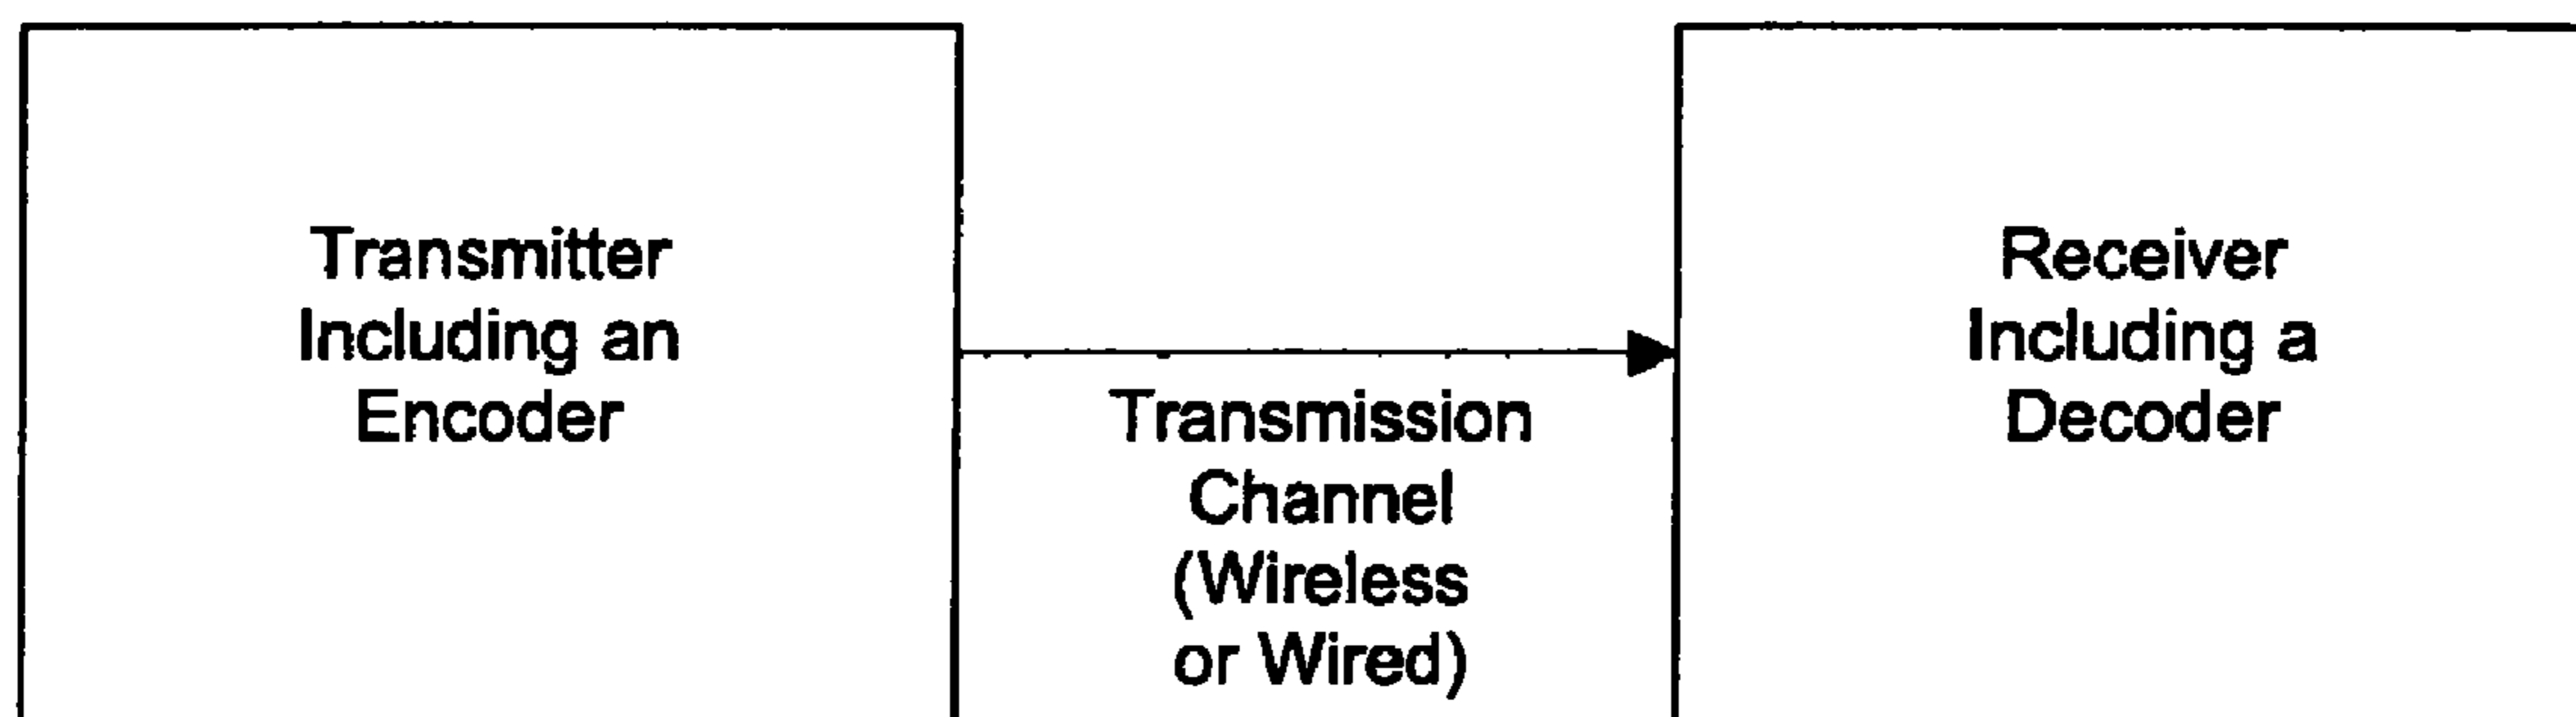 Transmitter
Including an
Encoder
Transmission
Channel
(Wireless
or Wired)
Receiver
Including a
Decoder